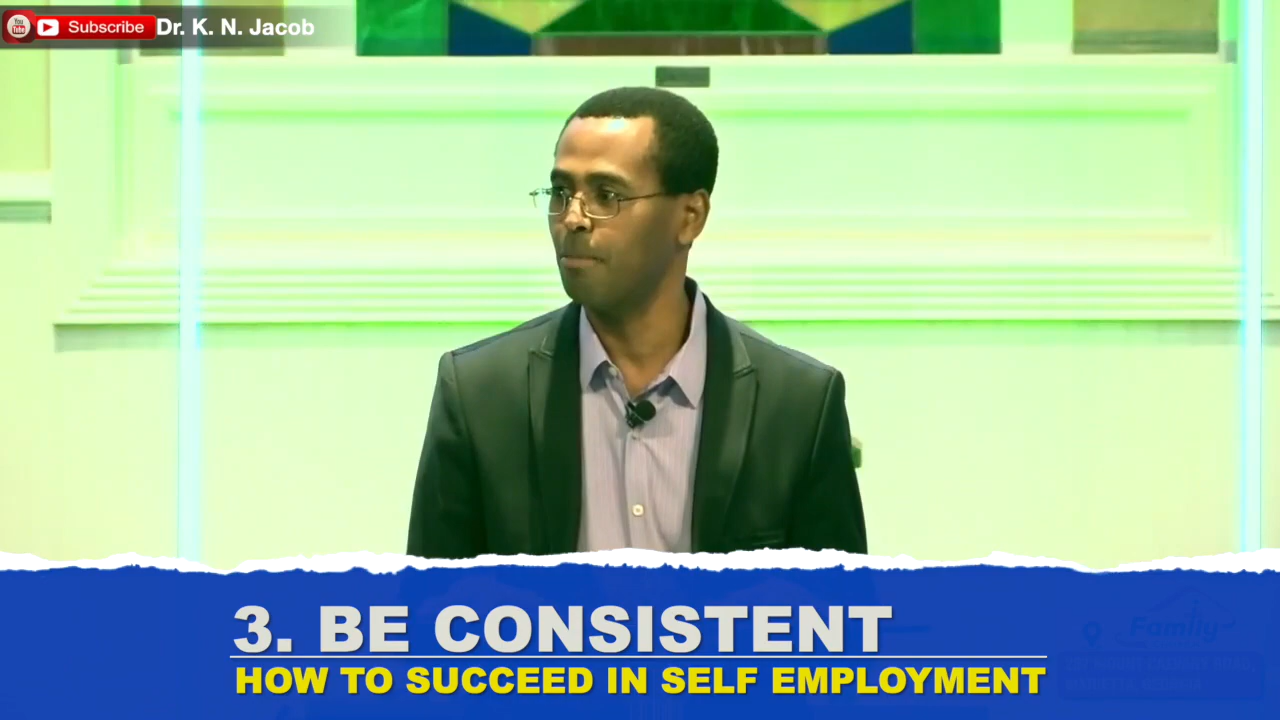 You
Tube
Subscribe Dr. K. N. Jacob
3. BE CONSISTENT
HOW TO SUCCEED IN SELF EMPLOYMENT
Family